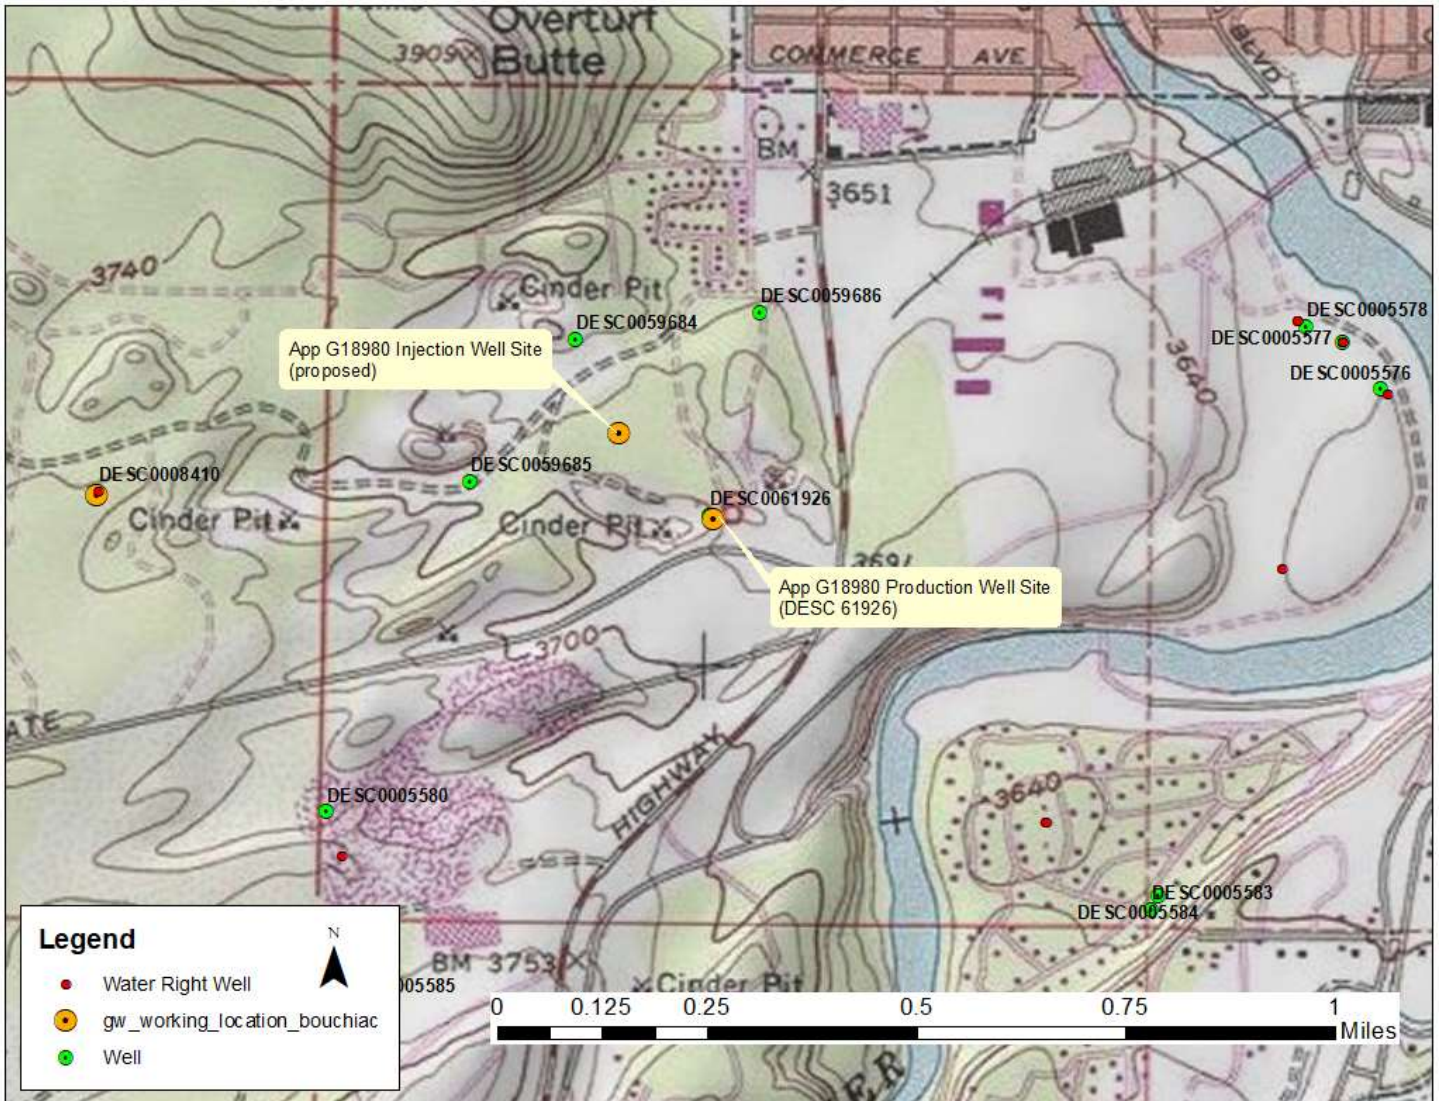 Overturf
3909
Butte
COMMERCE AVE
BLVD
BM
3651
3740
Cinder Pit
DESC0059686
DESC0059684
DESC0005578
DESC0005577
App G18980 Injection Well Site
(proposed)
DESC0005576
3640
DESC0008410
DESC0059685
DESC0061926
Cinder Pit
Cinder Pit
App G18980 Production Well Site
(DESC 61926)
3700
ATE
HIGHWAY
3640
DESC0005580
DESC0005583
DESC0005584
BM 3753
005585
Cinder Pit
Legend
N
Water Right Well
gw_working_location_bouchiac
Well
0 0.125 0.25 0.5 0.75 1
Miles
ER